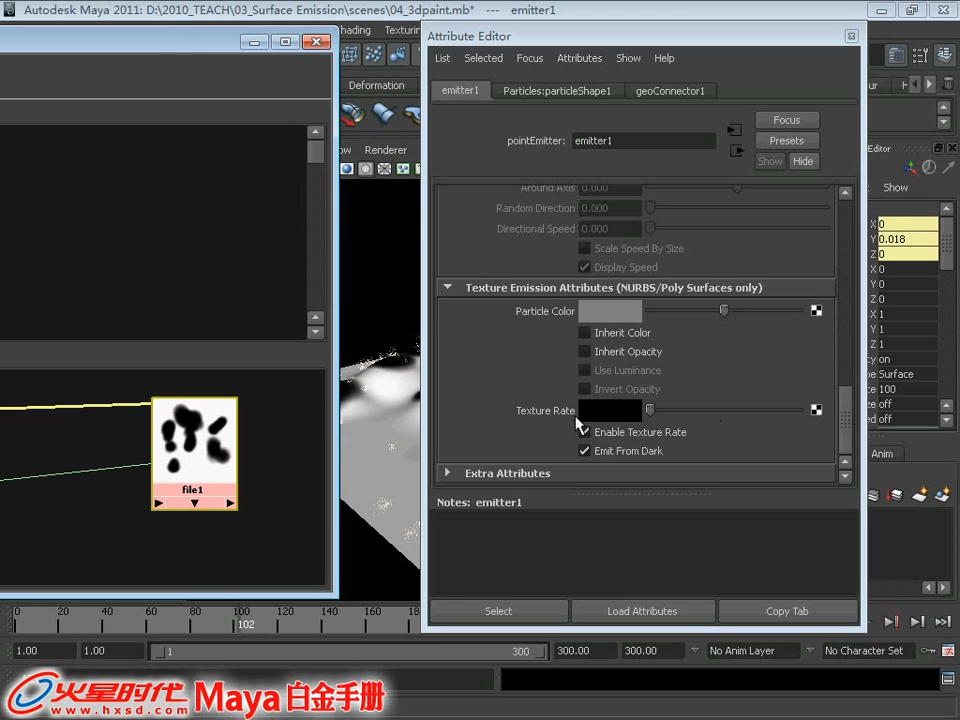 Autodesk Maya 2011: D:\2010_TEACH\03_Surface Emission\scenes\04_3dpaint.mb* --- emitter1
Attribute Editor
List Selected Focus Attributes Show Help
Deformation
Renderer
emitter1 Particles:particleShape1 geoConnector1
pointEmitter: emitter1
Focus
Presets
Show Hide
Editor
Show
Around Axis 0.000
Random Direction 0.000
Directional Speed 0.000
Scale Speed By Size
Display Speed
Texture Emission Attributes (NURBS/Poly Surfaces only)
Particle Color
Inherit Color
Inherit Opacity
Use Luminance
Invert Opacity
Texture Rate
Enable Texture Rate
Emit From Dark
Extra Attributes
Notes: emitter1
Select Load Attributes Copy Tab
X 0
Y 0.018
Z 0
X 0
Y 0
Z 0
X 1
Y 1
Z 1
y on
e Surface
e 100
ze off
te off
Anim
file1
0 20 40 60 80 100 120 140 160 18
102
1.00 1.00 1 300 300.00 300.00 No Anim Layer No Character Set
火星时代
www.hxsd.com
Maya 白金手册